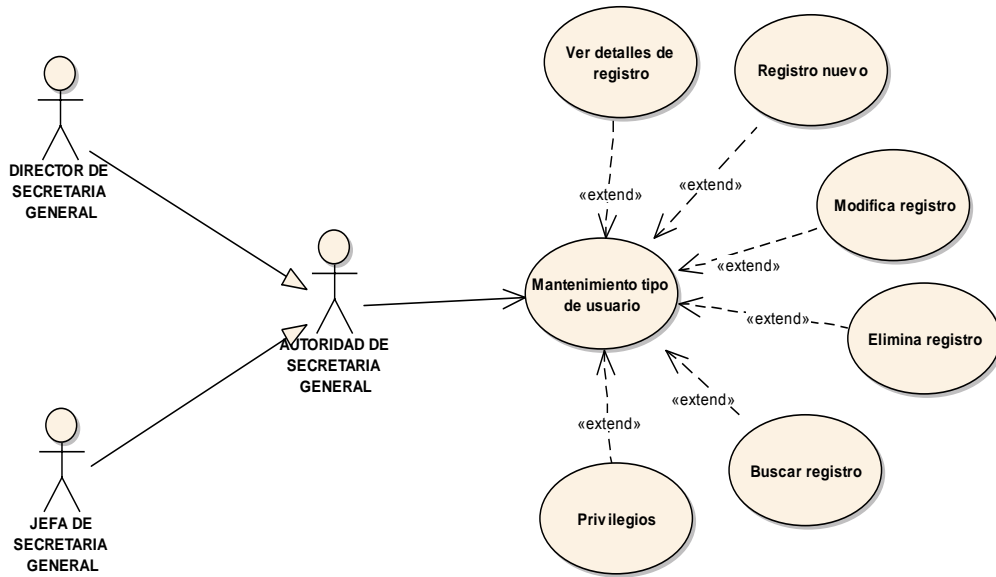 Ver detalles de
registro
Registro nuevo
DIRECTOR DE
SECRETARIA
GENERAL
«extend»
«extend»
Modifica registro
«extend»
AUTORIDAD DE
SECRETARIA
GENERAL
Mantenimiento tipo
de usuario
«extend»
Elimina registro
«extend»
«extend»
Buscar registro
Privilegios
JEFA DE
SECRETARIA
GENERAL